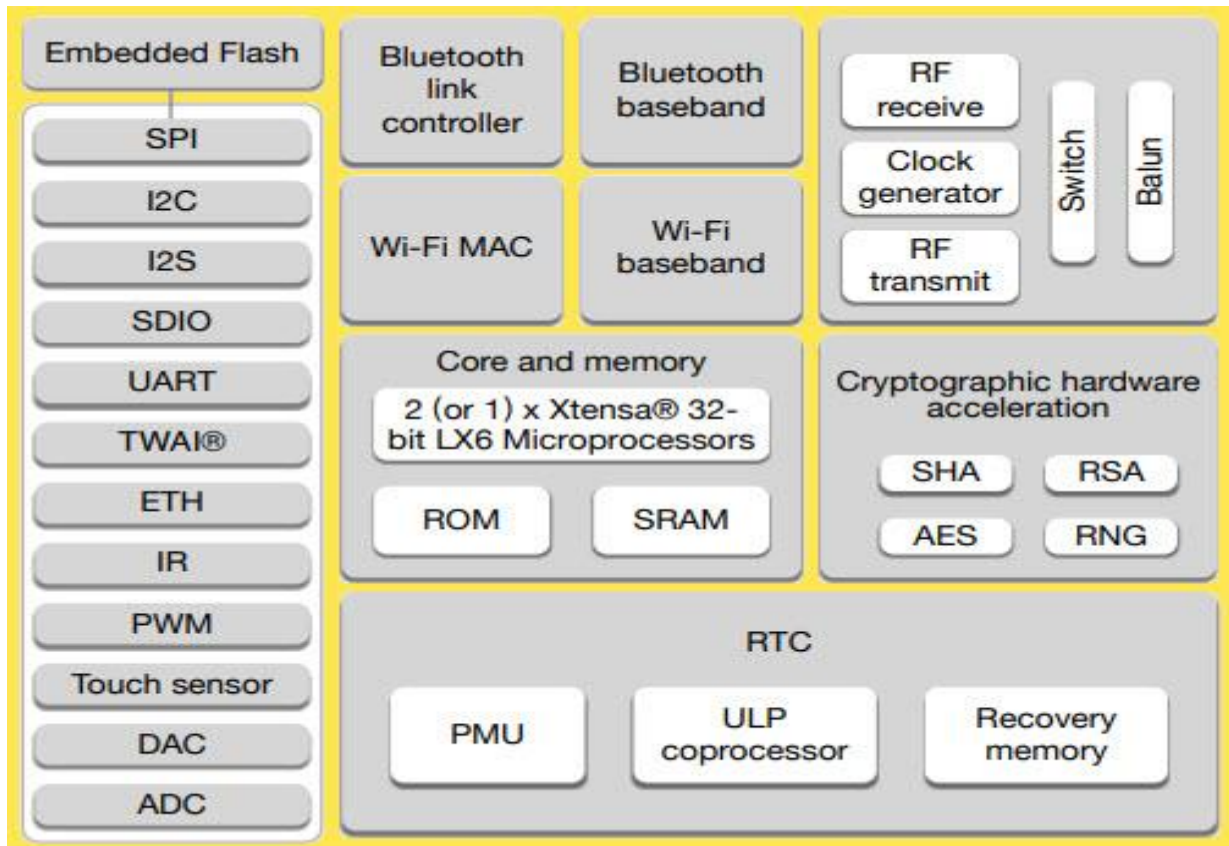 Embedded Flash
SPI
I2C
I2S
SDIO
UART
TWAI®
ETH
IR
PWM
Touch sensor
DAC
ADC
Bluetooth
link
controller
Bluetooth
baseband
Wi-Fi MAC
Wi-Fi
baseband
RF
receive
Clock
generator
RF
transmit
Switch
Balun
Core and memory
2 (or 1) x Xtensa® 32-
bit LX6 Microprocessors
ROM
SRAM
Cryptographic hardware
acceleration
SHA
RSA
AES
RNG
RTC
PMU
ULP
coprocessor
Recovery
memory